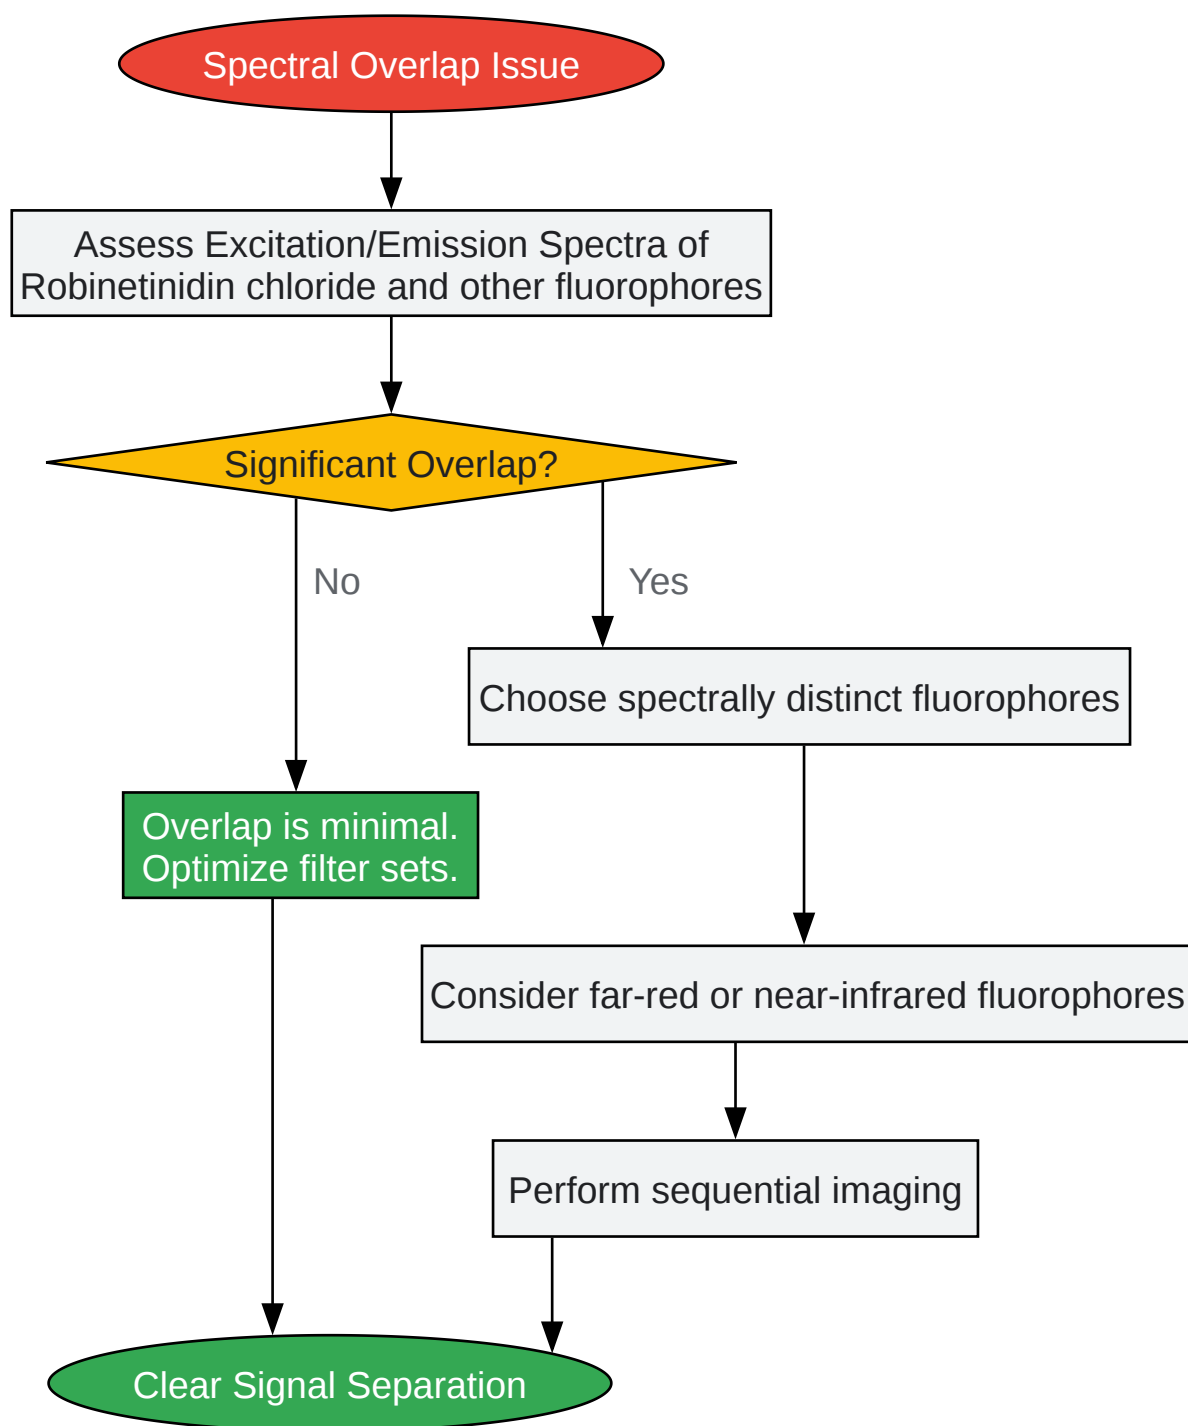 Spectral Overlap Issue
Assess Excitation/Emission Spectra of
Robinetinidin chloride and other fluorophores
Significant Overlap?
No
Yes
Choose spectrally distinct fluorophores
Overlap is minimal.
Optimize filter sets.
Consider far-red or near-infrared fluorophores
Perform sequential imaging
Clear Signal Separation